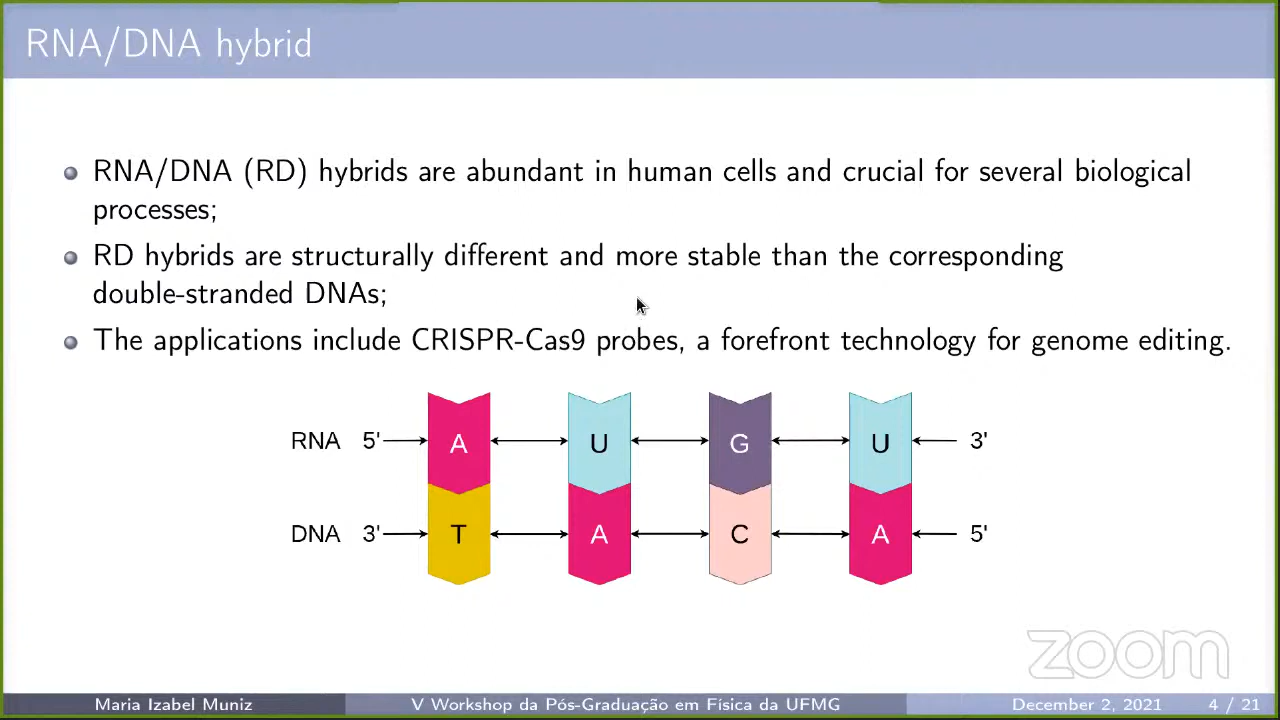 RNA/DNA hybrid
RNA/DNA (RD) hybrids are abundant in human cells and crucial for several biological
processes;
RD hybrids are structurally different and more stable than the corresponding
double-stranded DNAs;
The applications include CRISPR-Cas9 probes, a forefront technology for genome editing.
RNA 5' A U G U 3'
DNA 3' T A C A 5'
zoom
Maria Izabel Muniz V Workshop da Pós-Graduação em Física da UFMG December 2, 2021 4 / 21